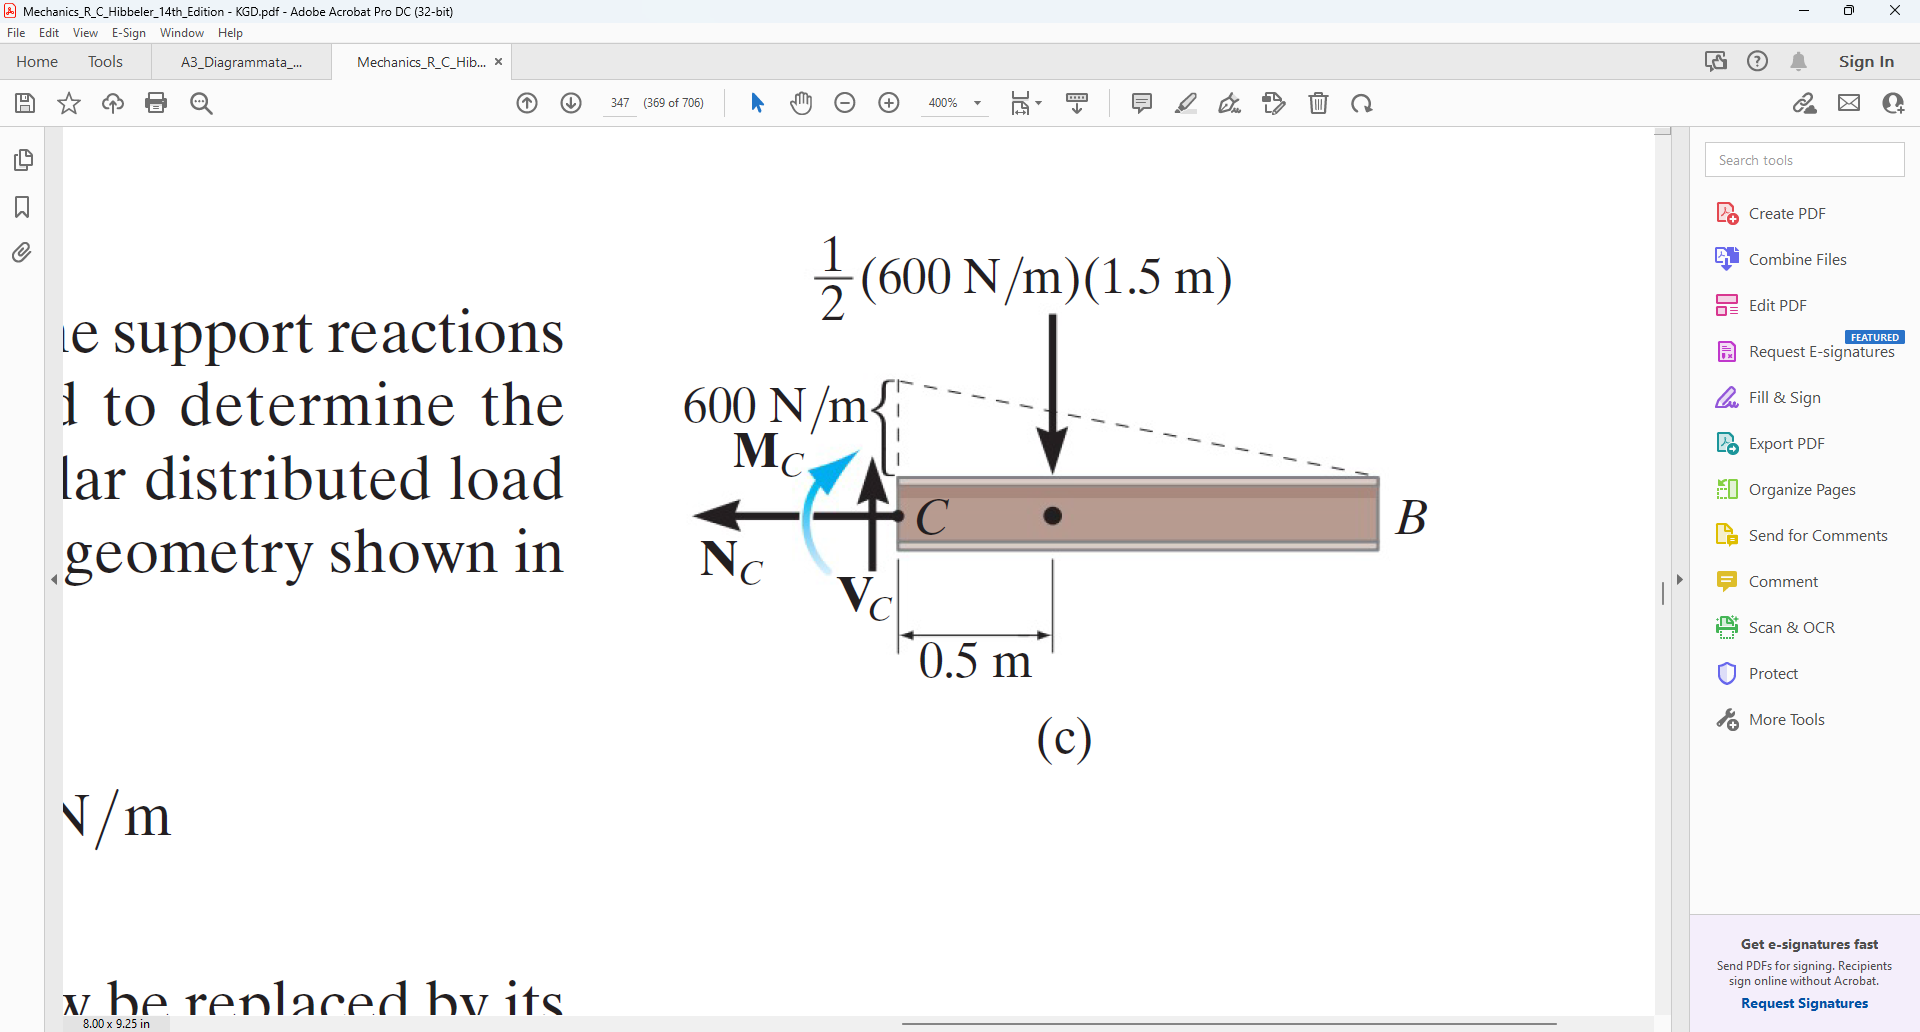 Mechanics_R_C_Hibbeler_14th_Edition - KGD.pdf - Adobe Acrobat Pro DC (32-bit)
File Edit View E-Sign Window Help
Home Tools A3_Diagrammata_... Mechanics_R_C_Hib... × Sign In
347 (369 of 706) 400%
Search tools
Create PDF
Combine Files
Edit PDF
FEATURED
Request E-signatures
Fill & Sign
Export PDF
Organize Pages
Send for Comments
Comment
Scan & OCR
Protect
More Tools
Get e-signatures fast
Send PDFs for signing. Recipients
sign online without Acrobat.
Request Signatures
support reactions
to determine the
distributed load
geometry shown in
N/m
be replaced by its
1/2 (600 N/m)(1.5 m)
600 N/m
M_C
C B
N_C
V_C
0.5 m
(c)
8.00 x 9.25 in